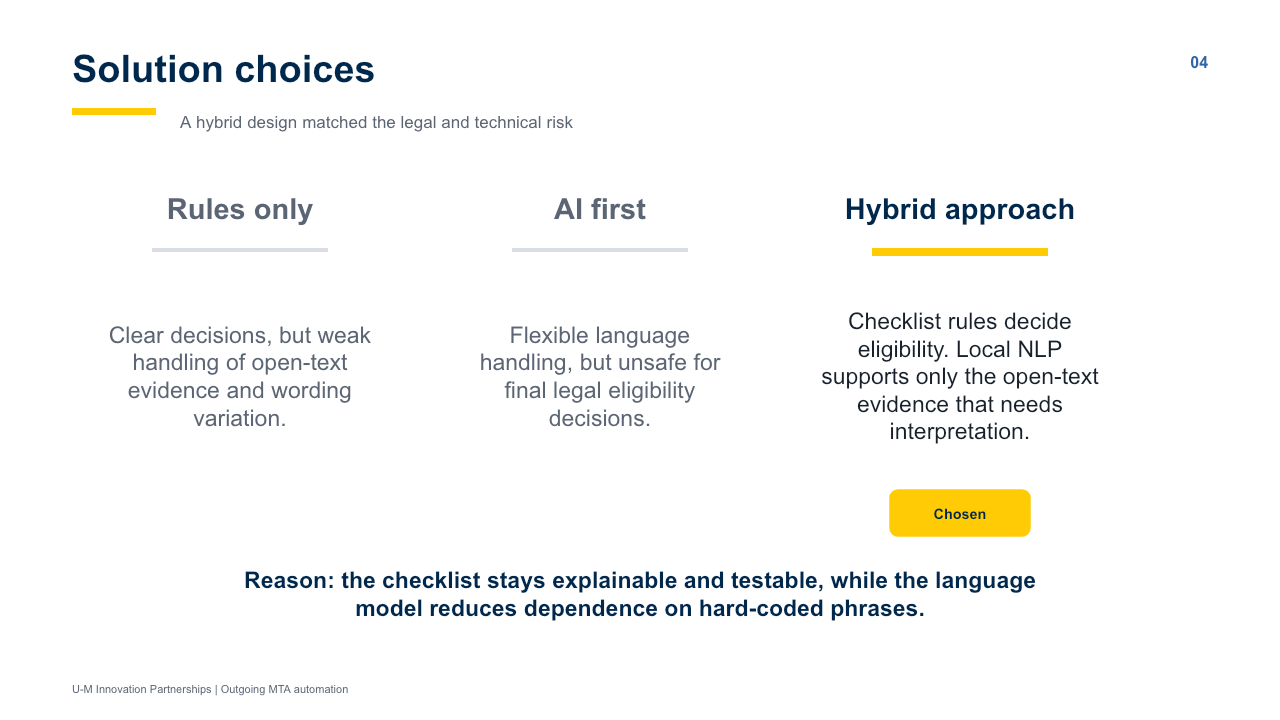 Solution choices
04
A hybrid design matched the legal and technical risk
Rules only
Clear decisions, but weak
handling of open-text
evidence and wording
variation.
AI first
Flexible language
handling, but unsafe for
final legal eligibility
decisions.
Hybrid approach
Checklist rules decide
eligibility. Local NLP
supports only the open-text
evidence that needs
interpretation.
Chosen
Reason: the checklist stays explainable and testable, while the language
model reduces dependence on hard-coded phrases.
U-M Innovation Partnerships | Outgoing MTA automation